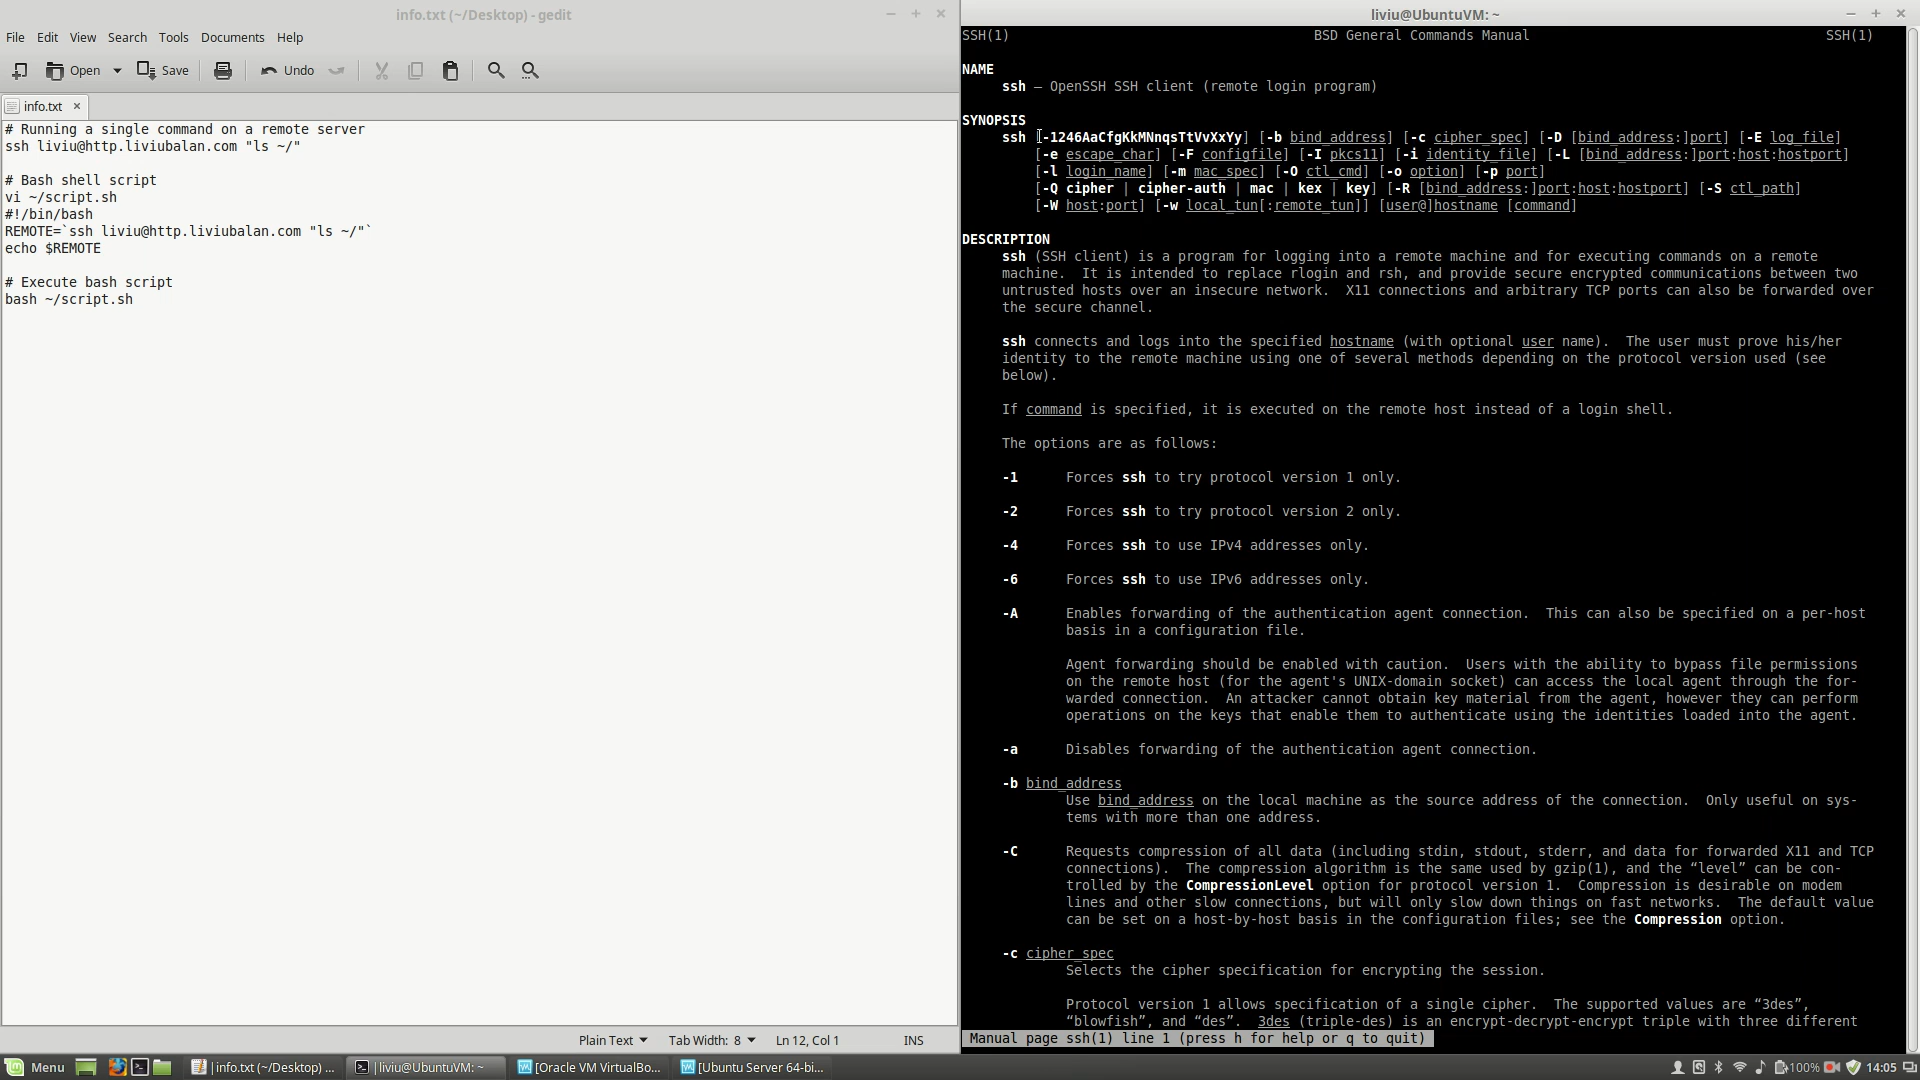 info.txt (~/Desktop) - gedit
File Edit View Search Tools Documents Help
Open Save Undo
info.txt ×
# Running a single command on a remote server
ssh liviu@http.liviubalan.com "ls ~/"
# Bash shell script
vi ~/script.sh
#!/bin/bash
REMOTE=`ssh liviu@http.liviubalan.com "ls ~/"`
echo $REMOTE
# Execute bash script
bash ~/script.sh
Plain Text Tab Width: 8 Ln 12, Col 1 INS
liviu@UbuntuVM: ~
SSH(1) BSD General Commands Manual SSH(1)
NAME
ssh — OpenSSH SSH client (remote login program)
SYNOPSIS
ssh [-1246AaCfgKkMNnqsTtVvXxYy] [-b bind_address] [-c cipher_spec] [-D [bind_address:]port] [-E log_file]
[-e escape_char] [-F configfile] [-I pkcs11] [-i identity_file] [-L [bind_address:]port:host:hostport]
[-l login_name] [-m mac_spec] [-O ctl_cmd] [-o option] [-p port]
[-Q cipher | cipher-auth | mac | kex | key] [-R [bind_address:]port:host:hostport] [-S ctl_path]
[-W host:port] [-w local_tun[:remote_tun]] [user@]hostname [command]
DESCRIPTION
ssh (SSH client) is a program for logging into a remote machine and for executing commands on a remote
machine.  It is intended to replace rlogin and rsh, and provide secure encrypted communications between two
untrusted hosts over an insecure network.  X11 connections and arbitrary TCP ports can also be forwarded over
the secure channel.
ssh connects and logs into the specified hostname (with optional user name).  The user must prove his/her
identity to the remote machine using one of several methods depending on the protocol version used (see
below).
If command is specified, it is executed on the remote host instead of a login shell.
The options are as follows:
-1 Forces ssh to try protocol version 1 only.
-2 Forces ssh to try protocol version 2 only.
-4 Forces ssh to use IPv4 addresses only.
-6 Forces ssh to use IPv6 addresses only.
-A Enables forwarding of the authentication agent connection.  This can also be specified on a per-host
basis in a configuration file.
Agent forwarding should be enabled with caution.  Users with the ability to bypass file permissions
on the remote host (for the agent's UNIX-domain socket) can access the local agent through the for-
warded connection.  An attacker cannot obtain key material from the agent, however they can perform
operations on the keys that enable them to authenticate using the identities loaded into the agent.
-a Disables forwarding of the authentication agent connection.
-b bind_address
Use bind_address on the local machine as the source address of the connection.  Only useful on sys-
tems with more than one address.
-C Requests compression of all data (including stdin, stdout, stderr, and data for forwarded X11 and TCP
connections).  The compression algorithm is the same used by gzip(1), and the “level” can be con-
trolled by the CompressionLevel option for protocol version 1.  Compression is desirable on modem
lines and other slow connections, but will only slow down things on fast networks.  The default value
can be set on a host-by-host basis in the configuration files; see the Compression option.
-c cipher_spec
Selects the cipher specification for encrypting the session.
Protocol version 1 allows specification of a single cipher.  The supported values are “3des”,
“blowfish”, and “des”.  3des (triple-des) is an encrypt-decrypt-encrypt triple with three different
Manual page ssh(1) line 1 (press h for help or q to quit)
Menu info.txt (~/Desktop) ... liviu@UbuntuVM: ~ [Oracle VM VirtualBo... [Ubuntu Server 64-bi... 100% 14:05